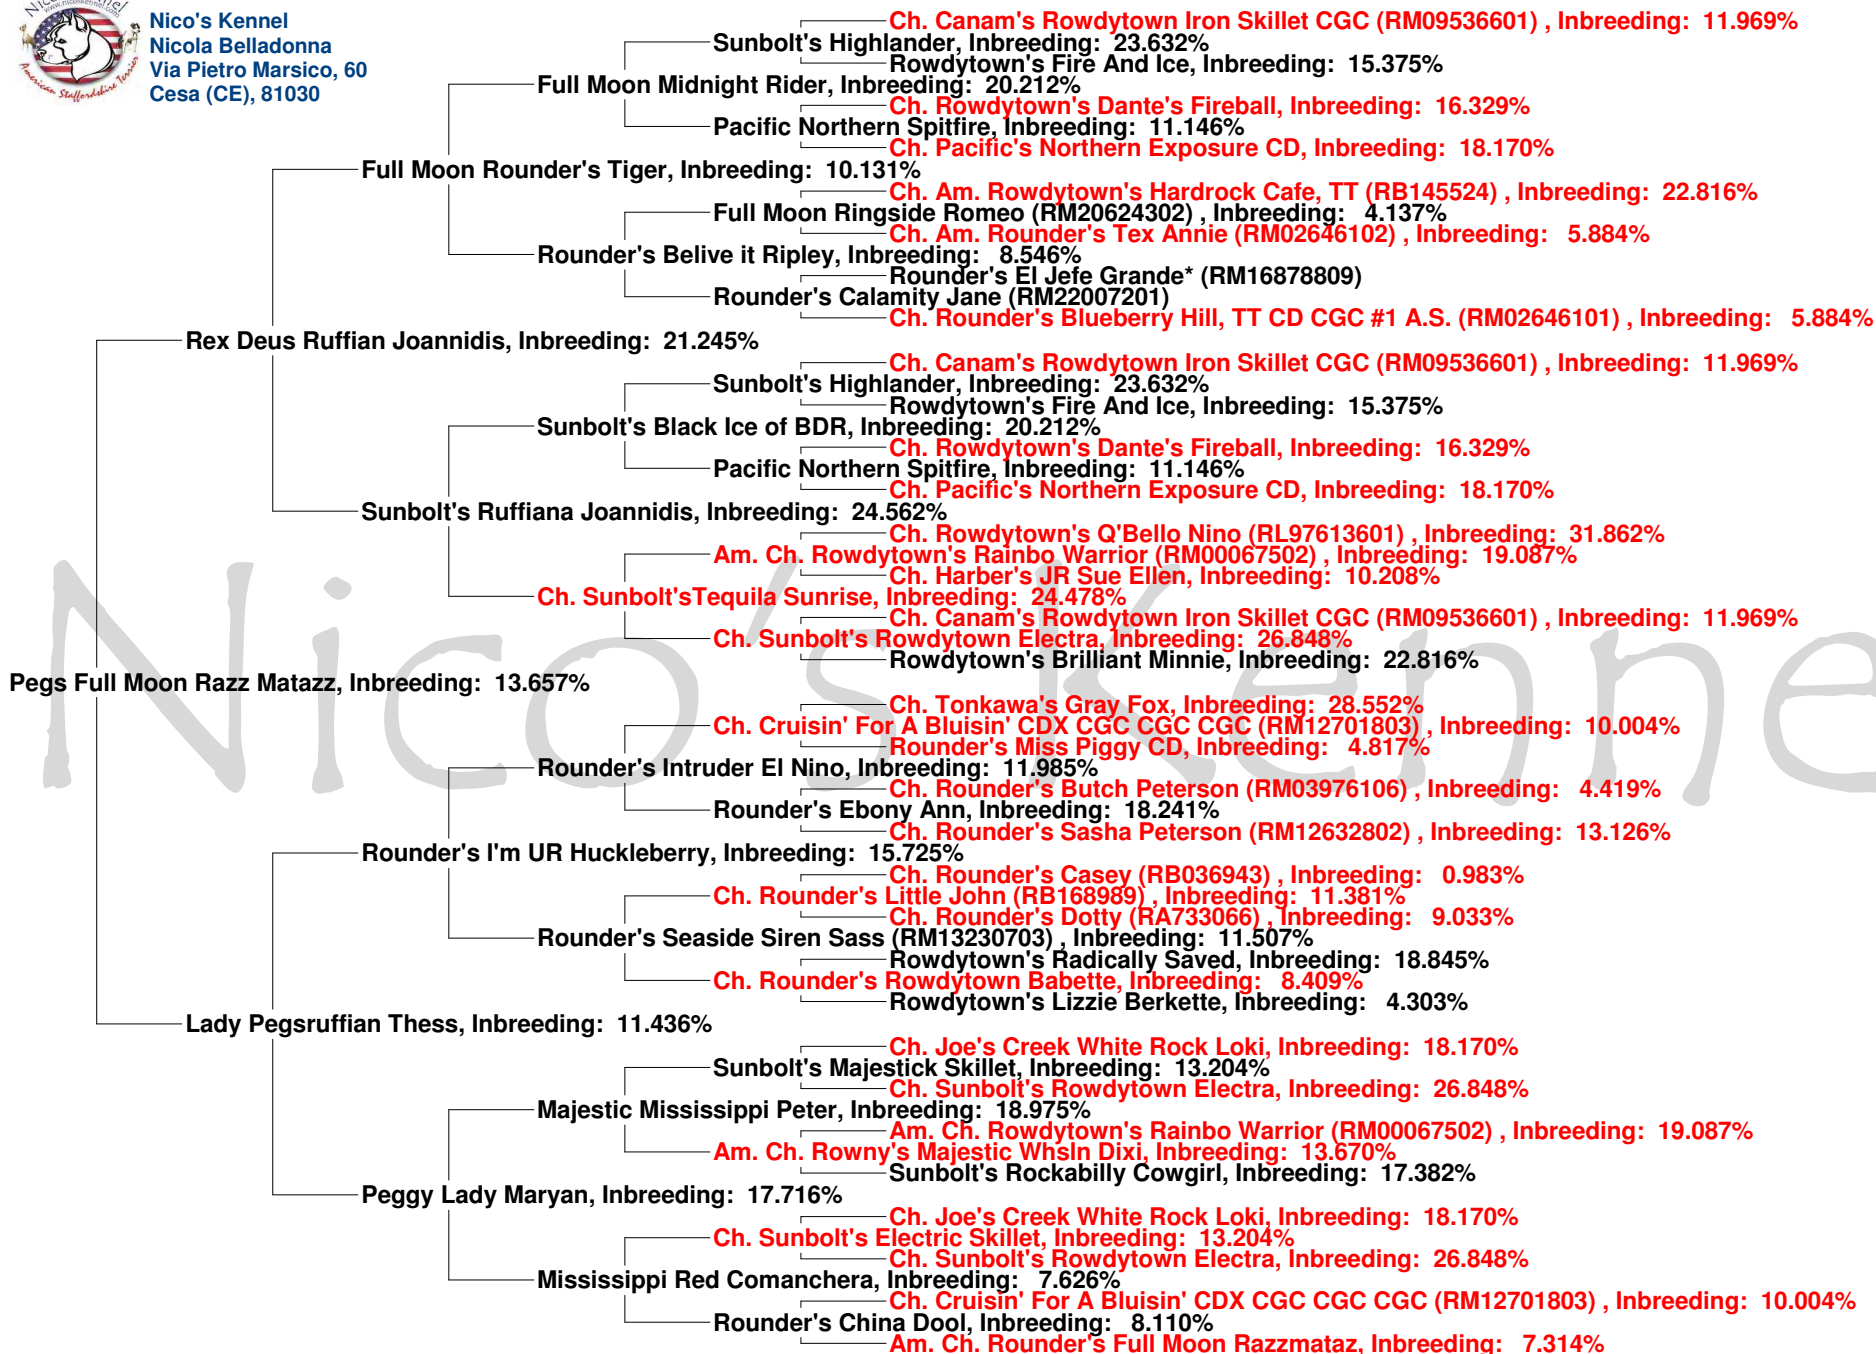 Nico's Kennel
www.nicoskennel.com
American Staffordshire Terrier
Nico's Kennel
Nicola Belladonna
Via Pietro Marsico, 60
Cesa (CE), 81030
Ch. Canam's Rowdytown Iron Skillet CGC (RM09536601) , Inbreeding: 11.969%
Sunbolt's Highlander, Inbreeding: 23.632%
Rowdytown's Fire And Ice, Inbreeding: 15.375%
Full Moon Midnight Rider, Inbreeding: 20.212%
Ch. Rowdytown's Dante's Fireball, Inbreeding: 16.329%
Pacific Northern Spitfire, Inbreeding: 11.146%
Ch. Pacific's Northern Exposure CD, Inbreeding: 18.170%
Full Moon Rounder's Tiger, Inbreeding: 10.131%
Ch. Am. Rowdytown's Hardrock Cafe, TT (RB145524) , Inbreeding: 22.816%
Full Moon Ringside Romeo (RM20624302) , Inbreeding: 4.137%
Ch. Am. Rounder's Tex Annie (RM02646102) , Inbreeding: 5.884%
Rounder's Belive it Ripley, Inbreeding: 8.546%
Rounder's El Jefe Grande* (RM16878809)
Rounder's Calamity Jane (RM22007201)
Ch. Rounder's Blueberry Hill, TT CD CGC #1 A.S. (RM02646101) , Inbreeding: 5.884%
Rex Deus Ruffian Joannidis, Inbreeding: 21.245%
Ch. Canam's Rowdytown Iron Skillet CGC (RM09536601) , Inbreeding: 11.969%
Sunbolt's Highlander, Inbreeding: 23.632%
Rowdytown's Fire And Ice, Inbreeding: 15.375%
Sunbolt's Black Ice of BDR, Inbreeding: 20.212%
Ch. Rowdytown's Dante's Fireball, Inbreeding: 16.329%
Pacific Northern Spitfire, Inbreeding: 11.146%
Ch. Pacific's Northern Exposure CD, Inbreeding: 18.170%
Sunbolt's Ruffiana Joannidis, Inbreeding: 24.562%
Ch. Rowdytown's Q'Bello Nino (RL97613601) , Inbreeding: 31.862%
Am. Ch. Rowdytown's Rainbo Warrior (RM00067502) , Inbreeding: 19.087%
Ch. Harber's JR Sue Ellen, Inbreeding: 10.208%
Ch. Sunbolt'sTequila Sunrise, Inbreeding: 24.478%
Ch. Canam's Rowdytown Iron Skillet CGC (RM09536601) , Inbreeding: 11.969%
Ch. Sunbolt's Rowdytown Electra, Inbreeding: 26.848%
Rowdytown's Brilliant Minnie, Inbreeding: 22.816%
Pegs Full Moon Razz Matazz, Inbreeding: 13.657%
Nico's Kenne
Ch. Tonkawa's Gray Fox, Inbreeding: 28.552%
Ch. Cruisin' For A Bluisin' CDX CGC CGC CGC (RM12701803) , Inbreeding: 10.004%
Rounder's Miss Piggy CD, Inbreeding: 4.817%
Rounder's Intruder El Nino, Inbreeding: 11.985%
Ch. Rounder's Butch Peterson (RM03976106) , Inbreeding: 4.419%
Rounder's Ebony Ann, Inbreeding: 18.241%
Ch. Rounder's Sasha Peterson (RM12632802) , Inbreeding: 13.126%
Rounder's I'm UR Huckleberry, Inbreeding: 15.725%
Ch. Rounder's Casey (RB036943) , Inbreeding: 0.983%
Ch. Rounder's Little John (RB168989) , Inbreeding: 11.381%
Ch. Rounder's Dotty (RA733066) , Inbreeding: 9.033%
Rounder's Seaside Siren Sass (RM13230703) , Inbreeding: 11.507%
Rowdytown's Radically Saved, Inbreeding: 18.845%
Ch. Rounder's Rowdytown Babette, Inbreeding: 8.409%
Rowdytown's Lizzie Berkette, Inbreeding: 4.303%
Lady Pegsruffian Thess, Inbreeding: 11.436%
Ch. Joe's Creek White Rock Loki, Inbreeding: 18.170%
Sunbolt's Majestick Skillet, Inbreeding: 13.204%
Ch. Sunbolt's Rowdytown Electra, Inbreeding: 26.848%
Majestic Mississippi Peter, Inbreeding: 18.975%
Am. Ch. Rowdytown's Rainbo Warrior (RM00067502) , Inbreeding: 19.087%
Am. Ch. Rowny's Majestic Whsln Dixi, Inbreeding: 13.670%
Sunbolt's Rockabilly Cowgirl, Inbreeding: 17.382%
Peggy Lady Maryan, Inbreeding: 17.716%
Ch. Joe's Creek White Rock Loki, Inbreeding: 18.170%
Ch. Sunbolt's Electric Skillet, Inbreeding: 13.204%
Ch. Sunbolt's Rowdytown Electra, Inbreeding: 26.848%
Mississippi Red Comanchera, Inbreeding: 7.626%
Ch. Cruisin' For A Bluisin' CDX CGC CGC CGC (RM12701803) , Inbreeding: 10.004%
Rounder's China Dool, Inbreeding: 8.110%
Am. Ch. Rounder's Full Moon Razzmataz, Inbreeding: 7.314%